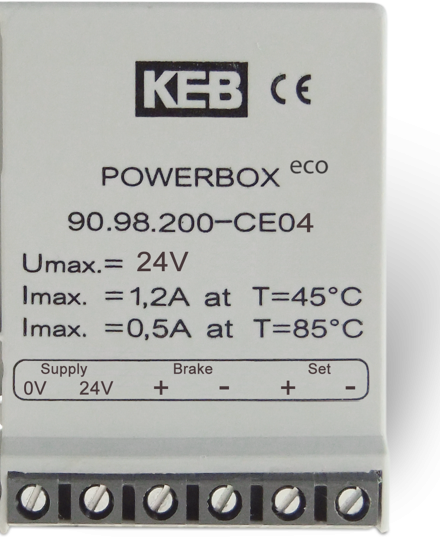 KEB CE
POWERBOX eco
90.98.200-CE04
Umax.= 24V
Imax. =1,2A at T=45°C
Imax. =0,5A at T=85°C
Supply Brake Set
0V 24V + - + -